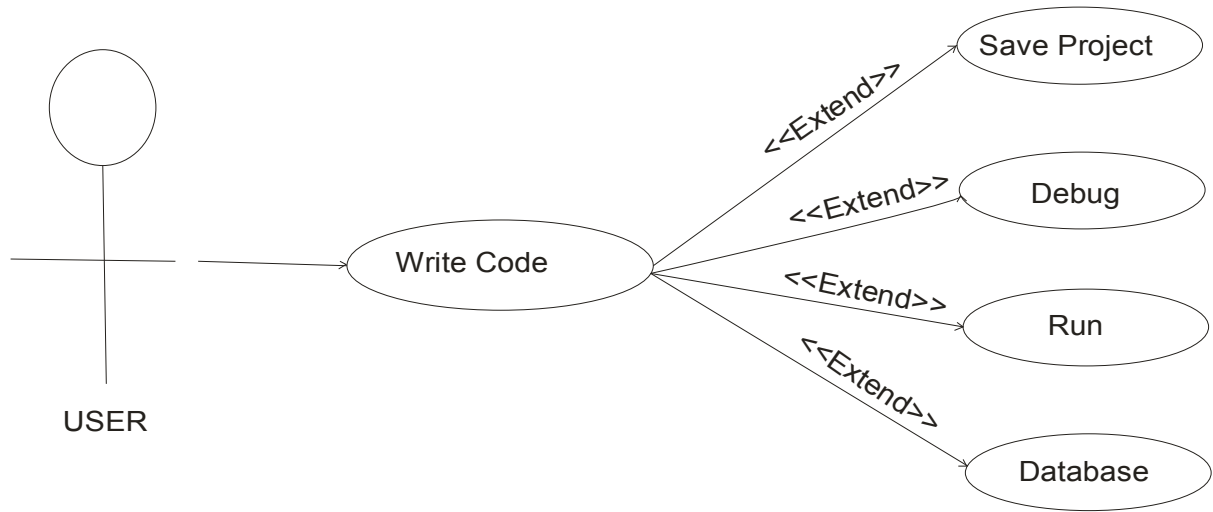 Save Project
<<Extend>>
Debug
<<Extend>>
Write Code
<<Extend>>
Run
<<Extend>>
USER
Database